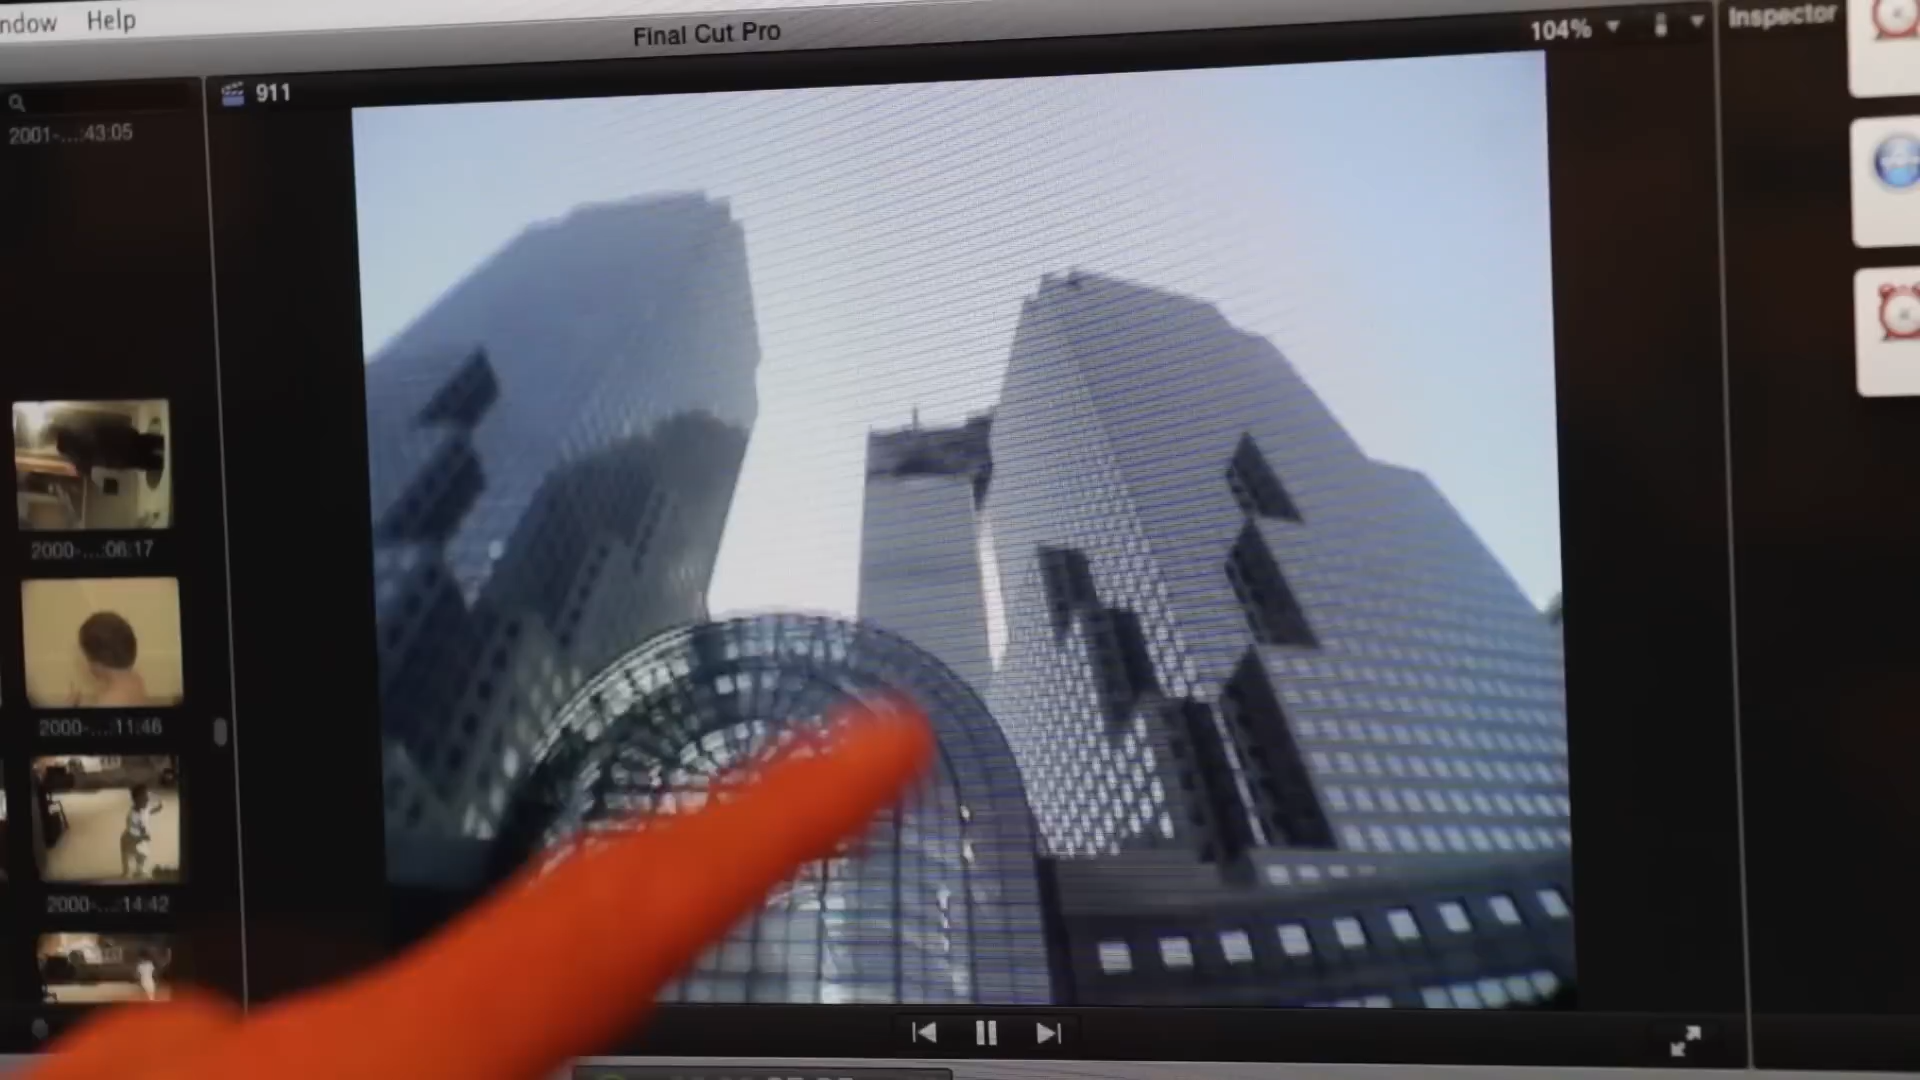 ndow Help
Final Cut Pro
104%
Inspector
911
2001-...:43:05
2000-...:06:17
2000-...:11:46
2000-...:14:42